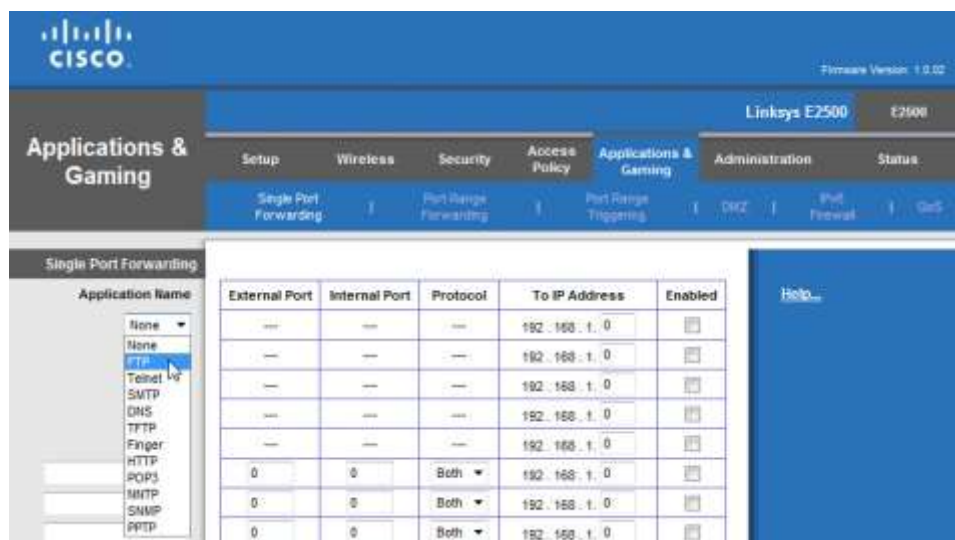 CISCO.
Firmware Version: 1.0.02
Linksys E2500 E2500
Applications & Gaming
Setup Wireless Security Access Policy Applications & Gaming Administration Status
Single Port Forwarding | Port Range Forwarding | Port Range Triggering | DMZ | IPv6 Firewall | QoS
Single Port Forwarding
Application Name External Port Internal Port Protocol To IP Address Enabled
Help...
None --- --- --- 192 . 168 . 1. 0
None
FTP --- --- --- 192 . 168 . 1. 0
Telnet
SMTP --- --- --- 192 . 168 . 1. 0
DNS
TFTP --- --- --- 192 . 168 . 1. 0
Finger --- --- --- 192 . 168 . 1. 0
HTTP
POP3 0 0 Both 192 . 168 . 1. 0
NNTP
SNMP 0 0 Both 192 . 168 . 1. 0
PPTP 0 0 Both 192 . 168 . 1. 0